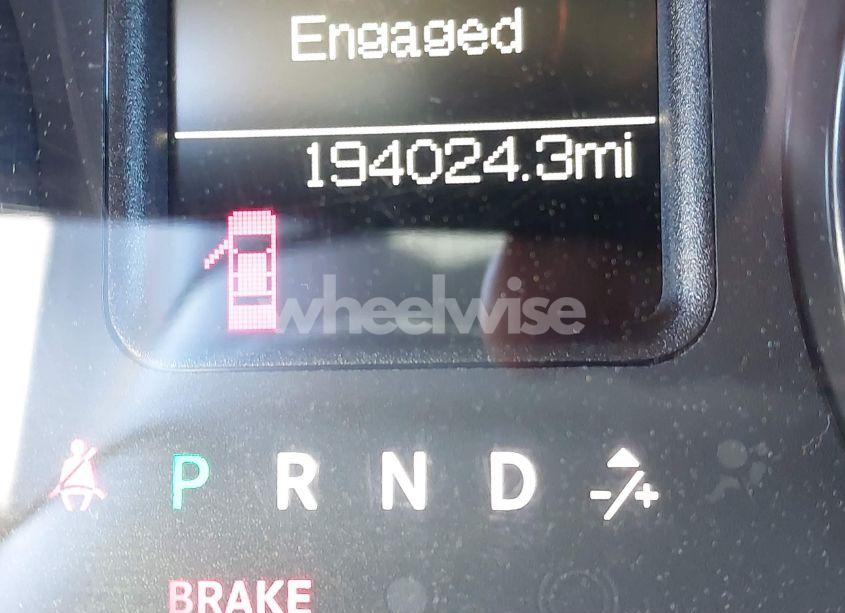 Engaged
194024.3mi
wheelwise
P R N D -/+
BRAKE